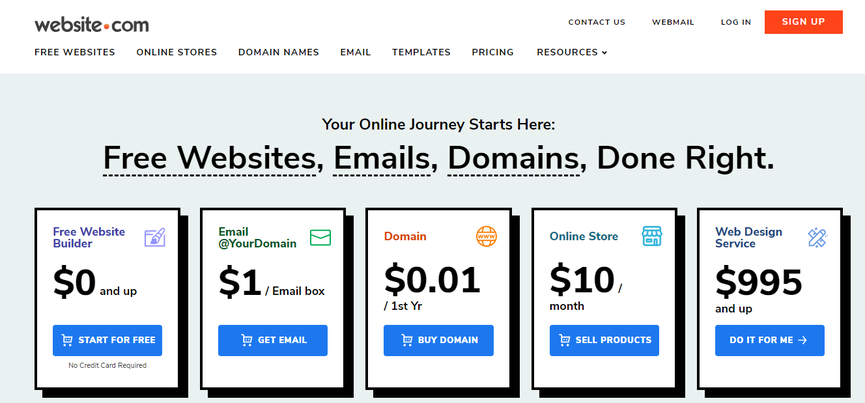 website.com
CONTACT US WEBMAIL LOG IN SIGN UP
FREE WEBSITES ONLINE STORES DOMAIN NAMES EMAIL TEMPLATES PRICING RESOURCES
Your Online Journey Starts Here:
Free Websites, Emails, Domains, Done Right.
Free Website
Builder
$0 and up
START FOR FREE
No Credit Card Required
Email
@YourDomain
$1 / Email box
GET EMAIL
Domain
WWW
$0.01
/ 1st Yr
BUY DOMAIN
Online Store
$10 /
month
SELL PRODUCTS
Web Design
Service
$995
and up
DO IT FOR ME →